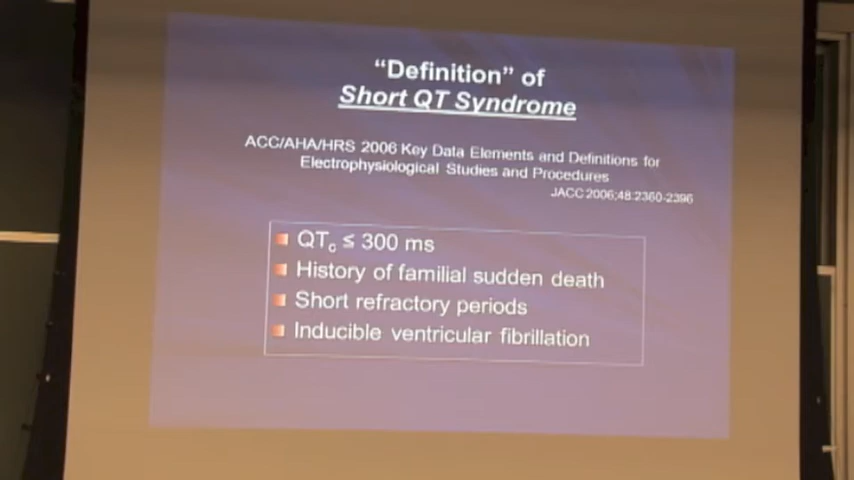 “Definition” of
Short QT Syndrome
ACC/AHA/HRS 2006 Key Data Elements and Definitions for
Electrophysiological Studies and Procedures
JACC 2006;48:2360-2396
QTc ≤ 300 ms
History of familial sudden death
Short refractory periods
Inducible ventricular fibrillation